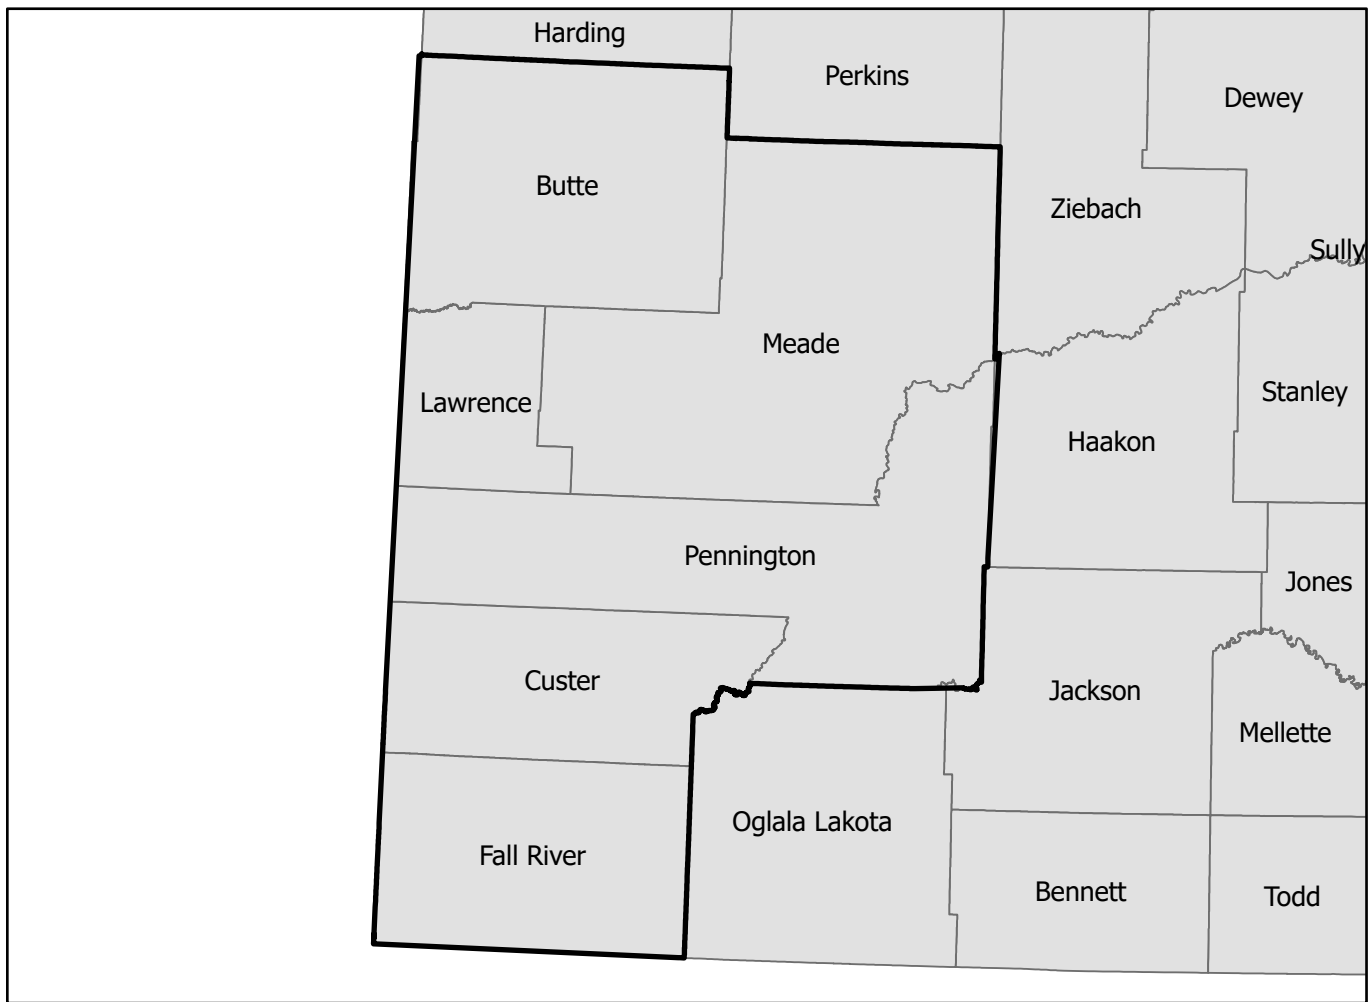 Harding
Perkins
Dewey
Butte
Ziebach
Sully
Meade
Stanley
Lawrence
Haakon
Pennington
Jones
Custer
Jackson
Mellette
Oglala Lakota
Fall River
Bennett
Todd